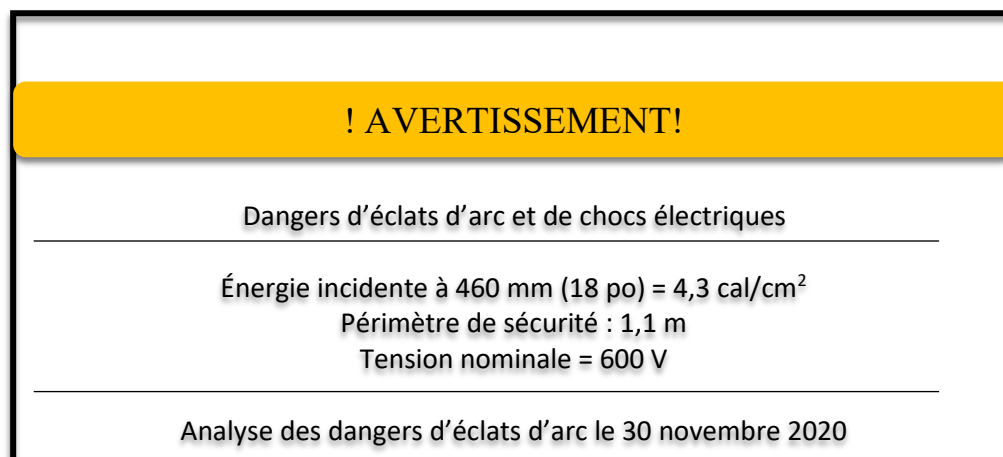 ! AVERTISSEMENT!
Dangers d’éclats d’arc et de chocs électriques
Énergie incidente à 460 mm (18 po) = 4,3 cal/cm²
Périmètre de sécurité : 1,1 m
Tension nominale = 600 V
Analyse des dangers d’éclats d’arc le 30 novembre 2020